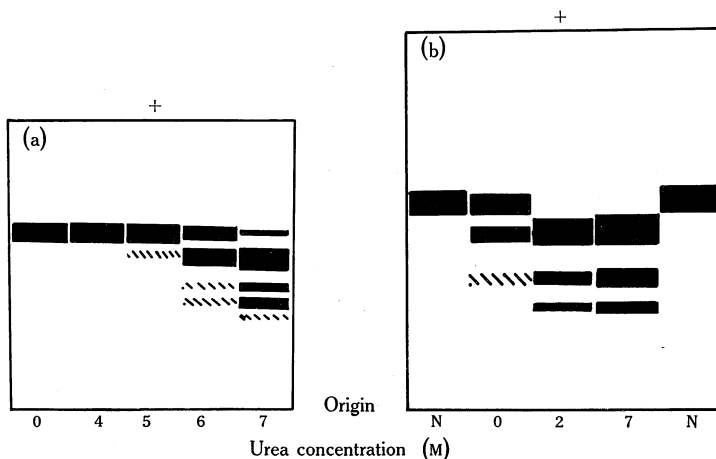 +
(a)
0 4 5 6 7
+
(b)
N 0 2 7 N
Origin
Urea concentration (M)